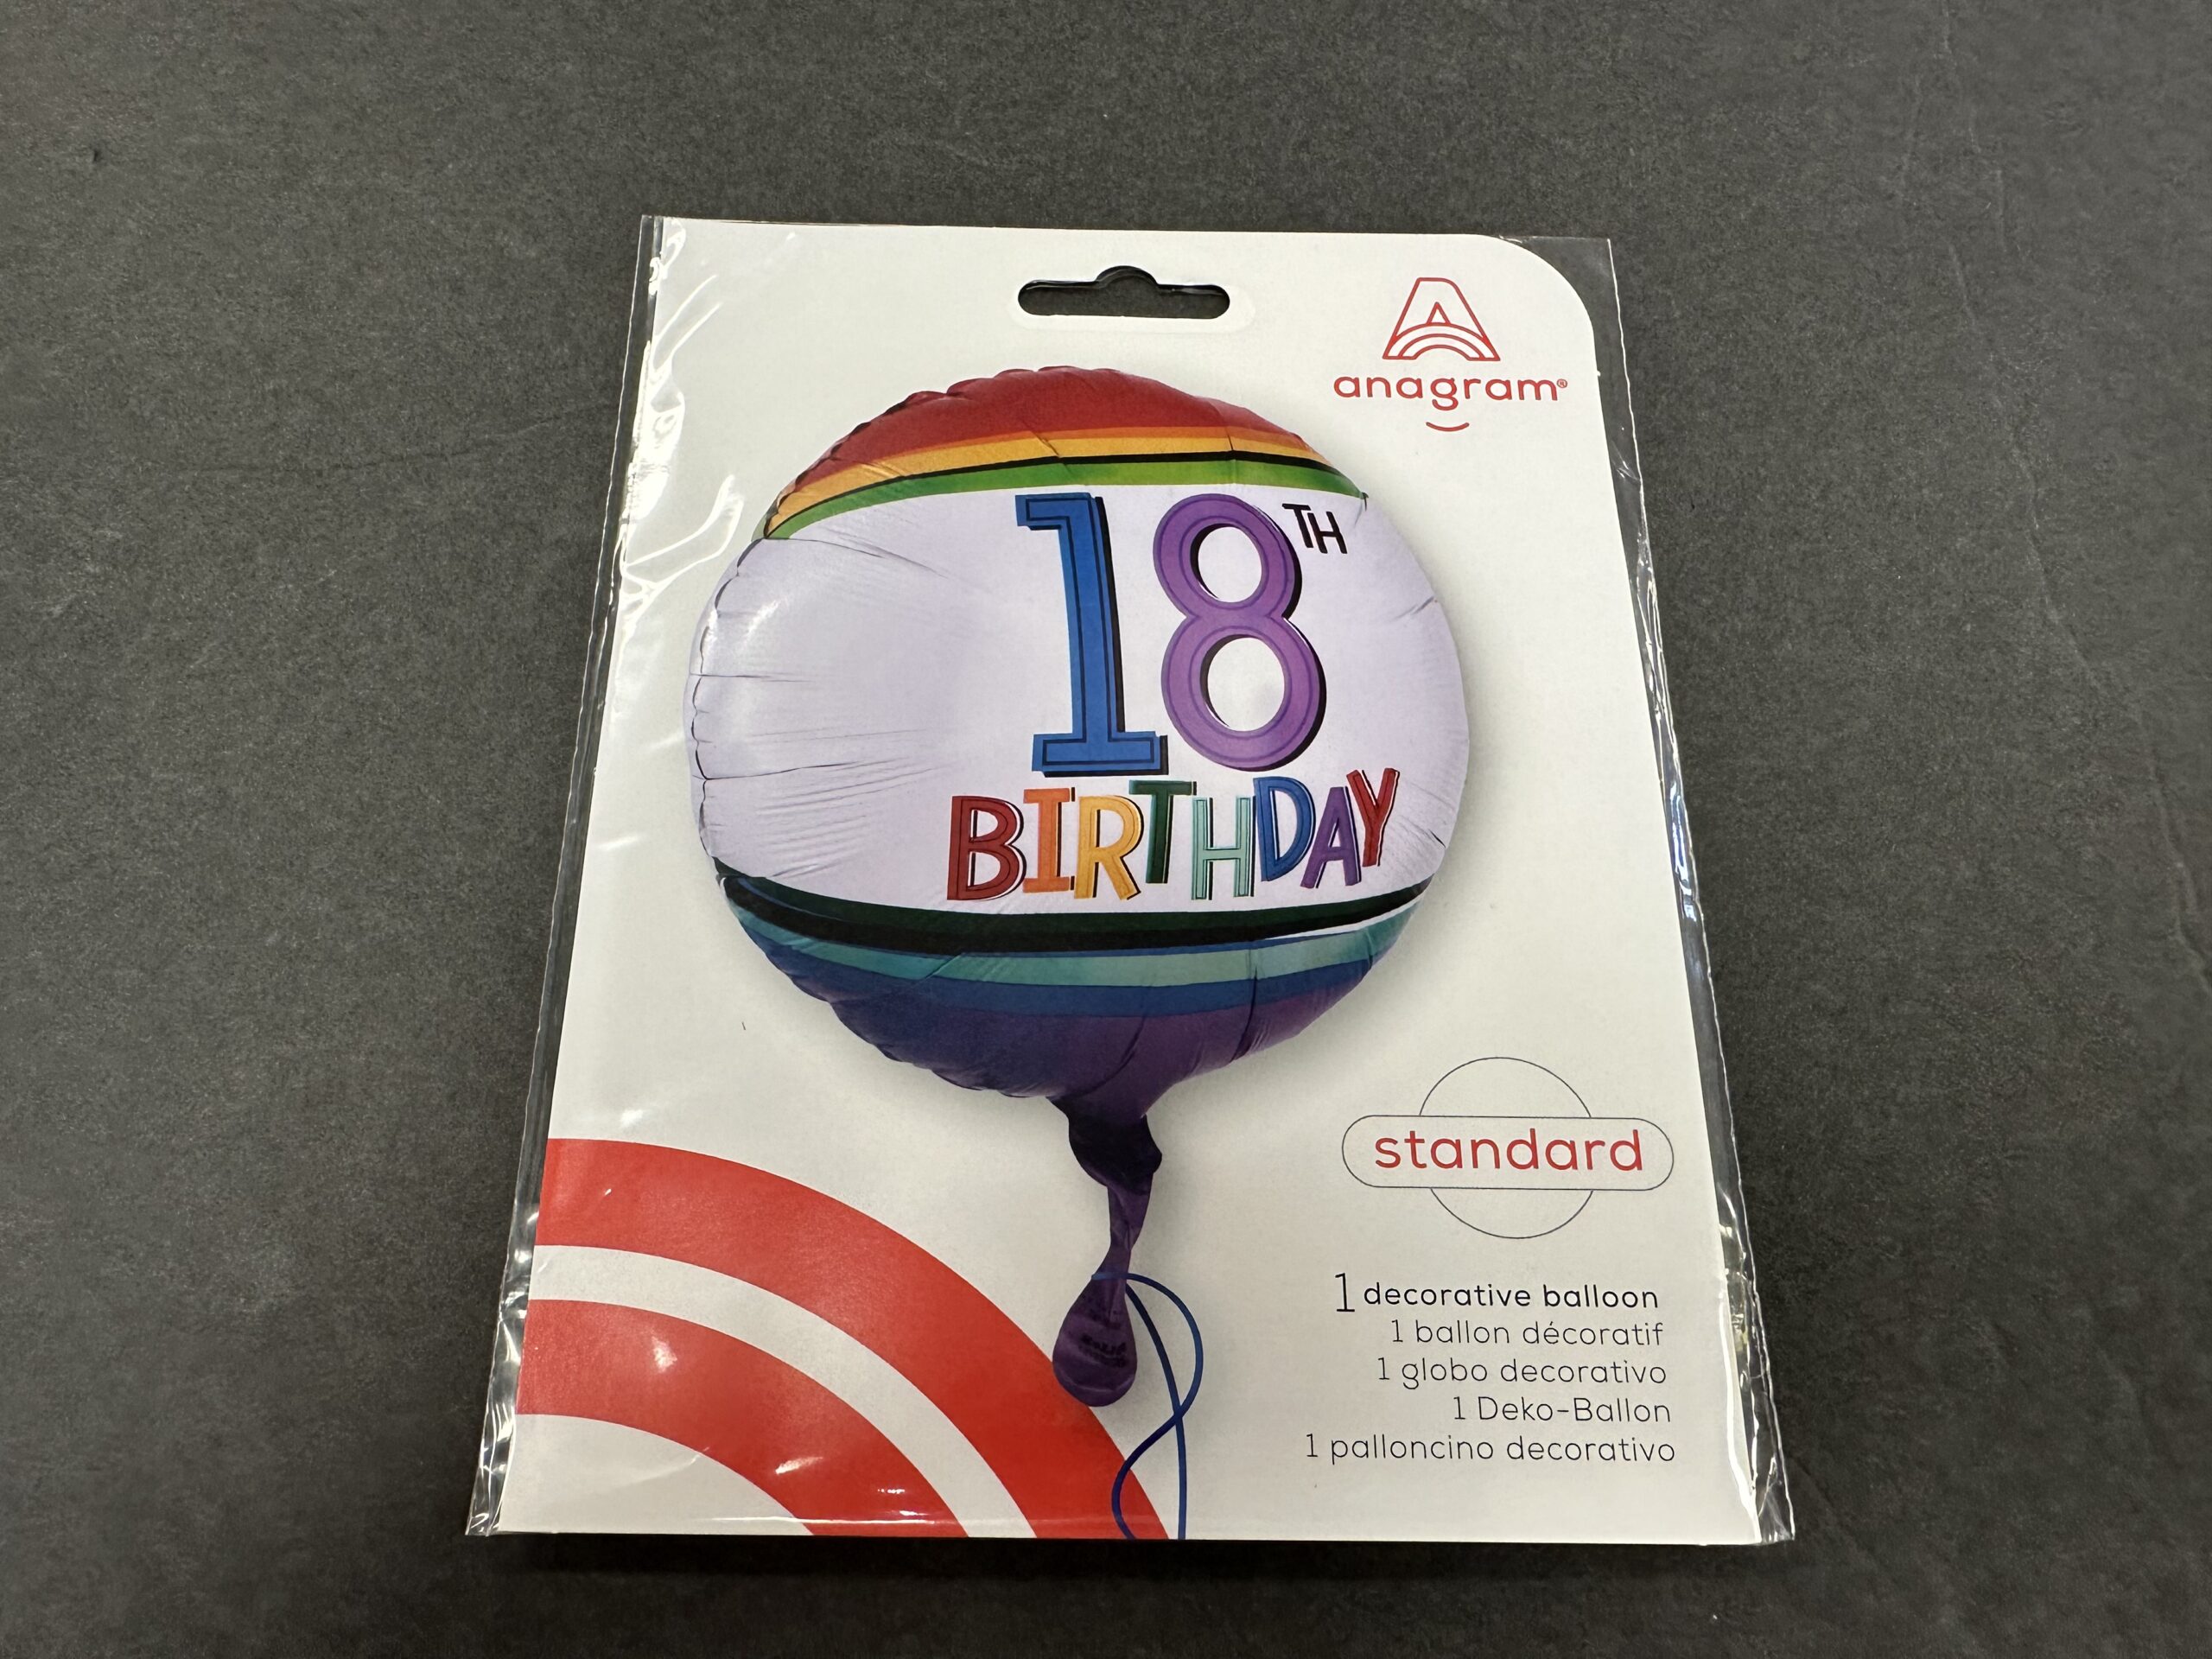 anagram®
18TH
BIRTHDAY
standard
1 decorative balloon
1 ballon décoratif
1 globo decorativo
1 Deko-Ballon
1 palloncino decorativo